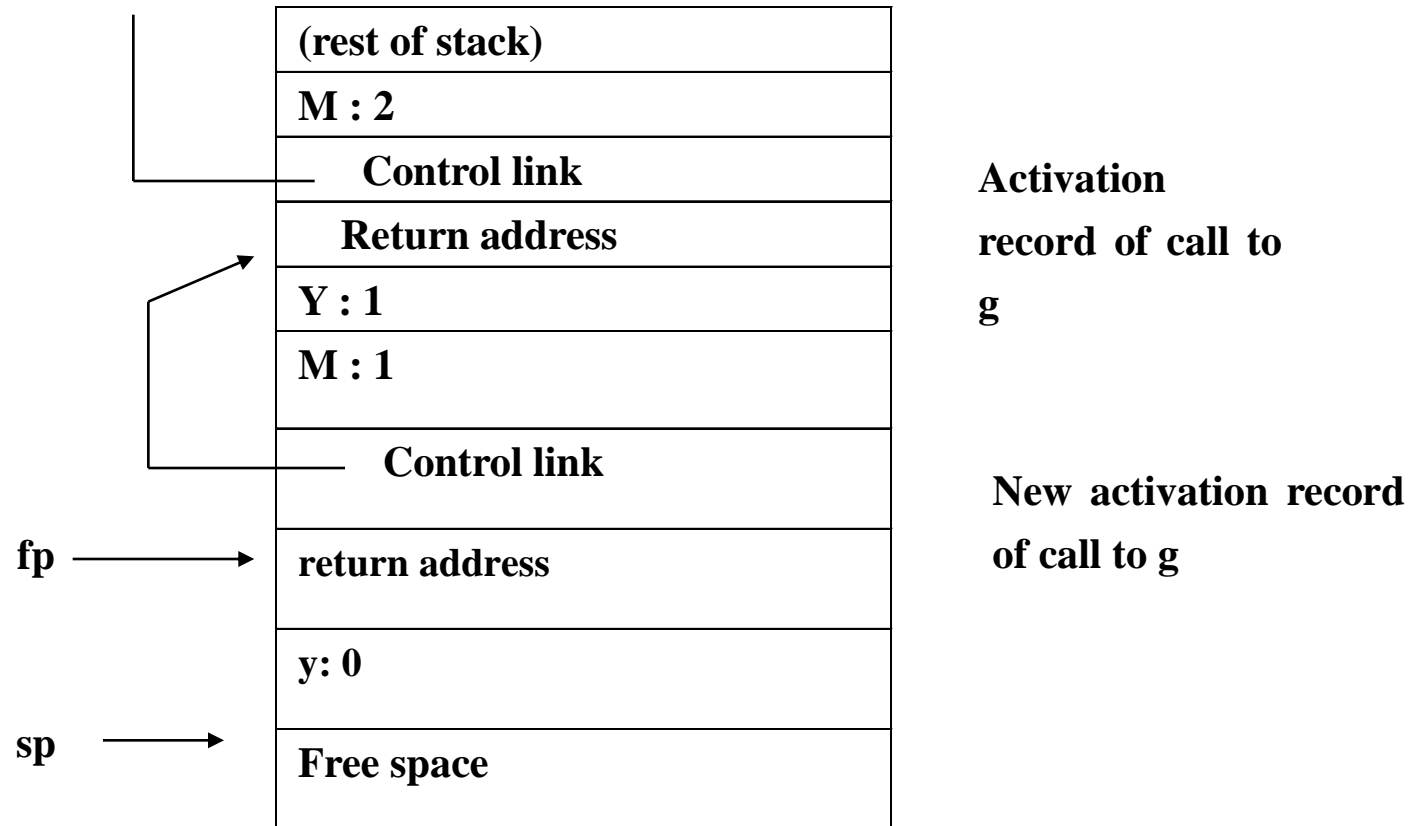 (rest of stack)
M : 2
Control link
Return address
Y : 1
M : 1
Control link
return address
y: 0
Free space
fp
sp
Activation
record of call to
g
New activation record
of call to g